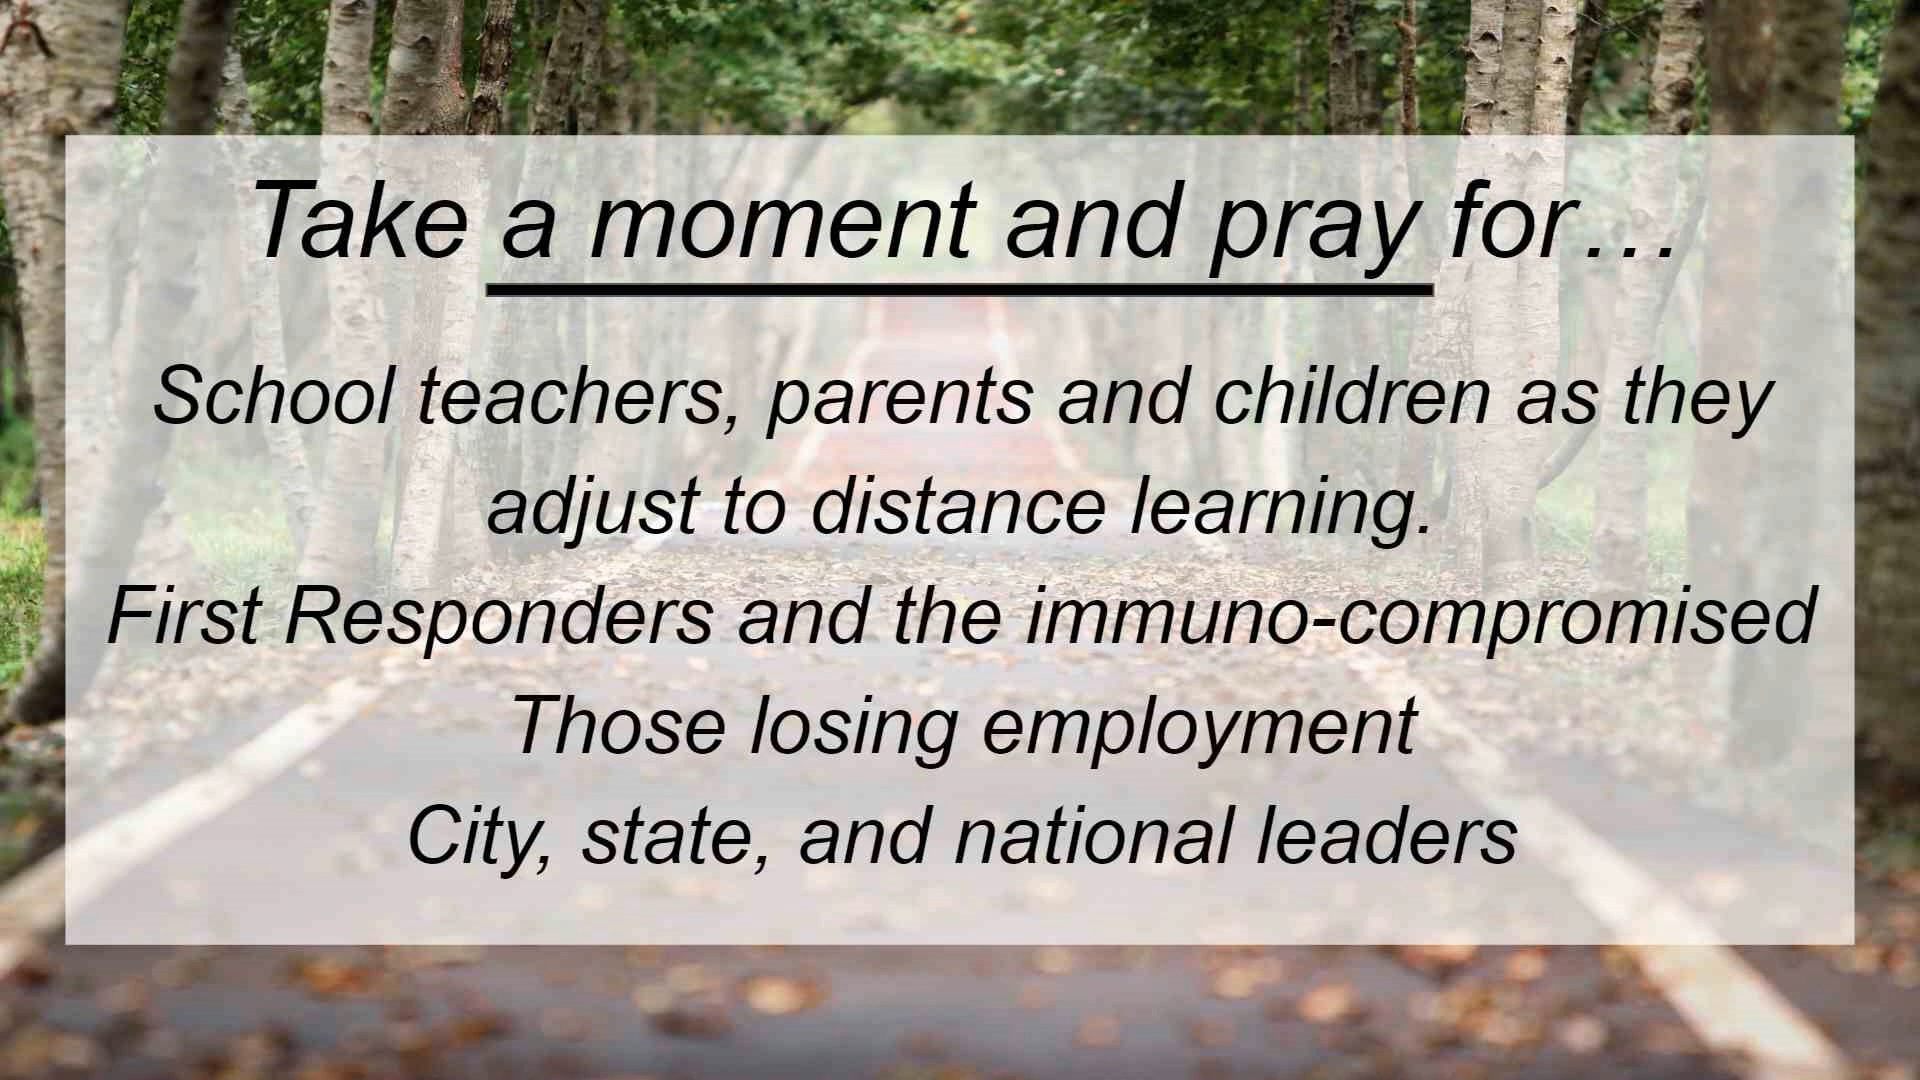 Take a moment and pray for…
School teachers, parents and children as they
adjust to distance learning.
First Responders and the immuno-compromised
Those losing employment
City, state, and national leaders